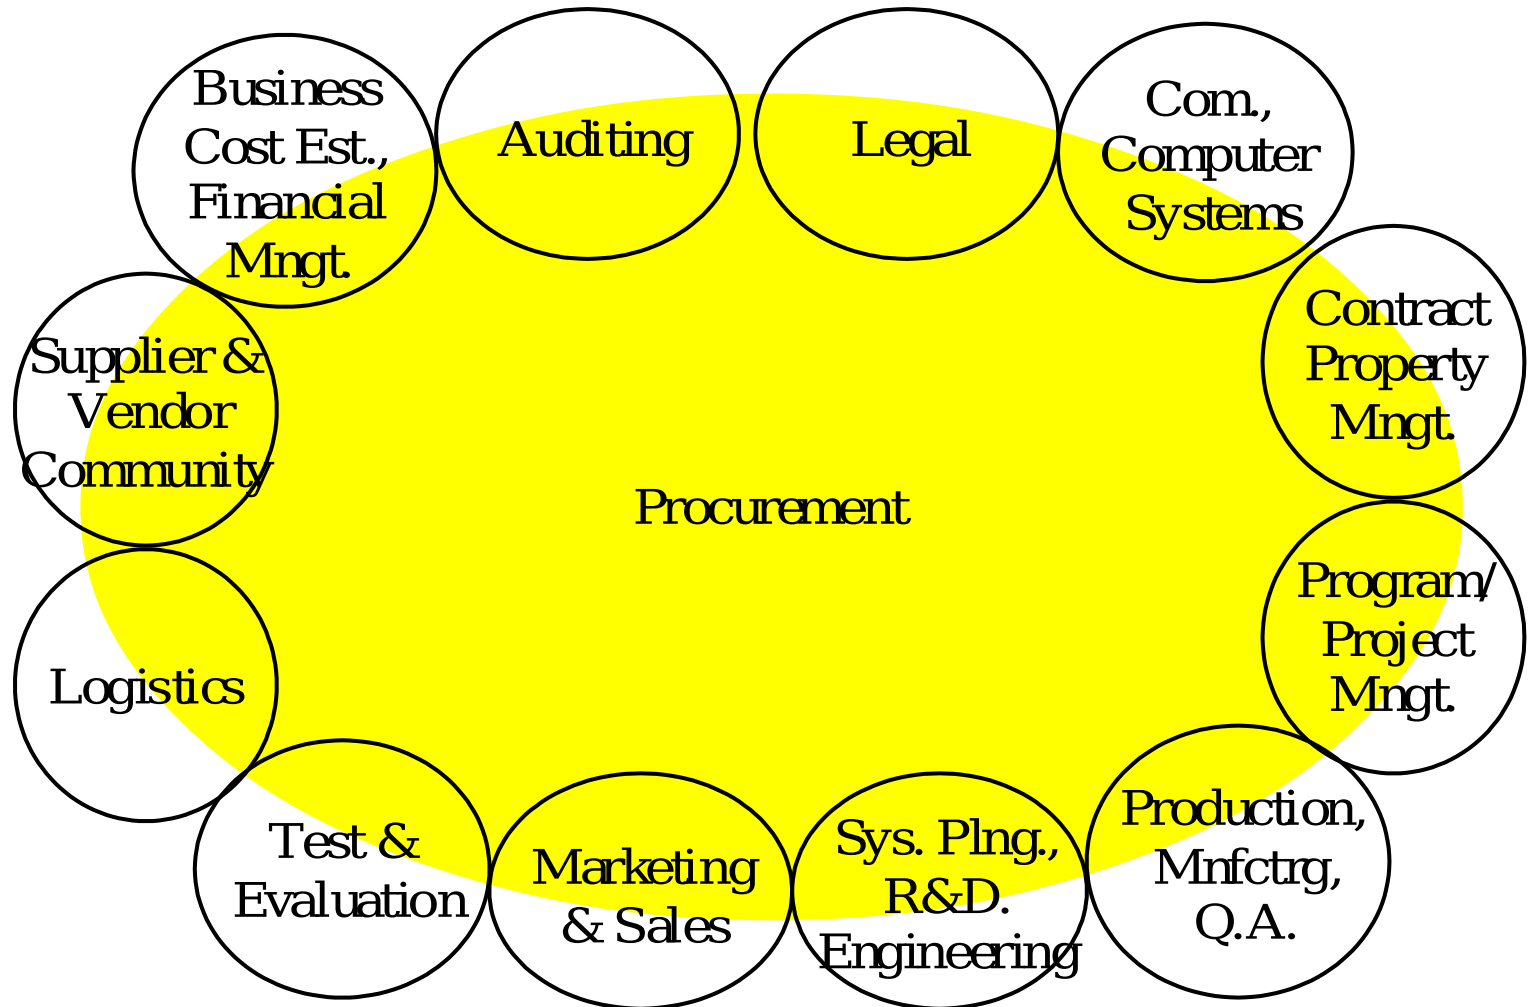 Business
Cost Est.,
Financial
Mngt.
Auditing
Legal
Com.,
Computer
Systems
Contract
Property
Mngt.
Supplier &
Vendor
Community
Procurement
Program/
Project
Mngt.
Logistics
Test &
Evaluation
Marketing
& Sales
Sys. Plng.,
R&D.
Engineering
Production,
Mnfctrg,
Q.A.